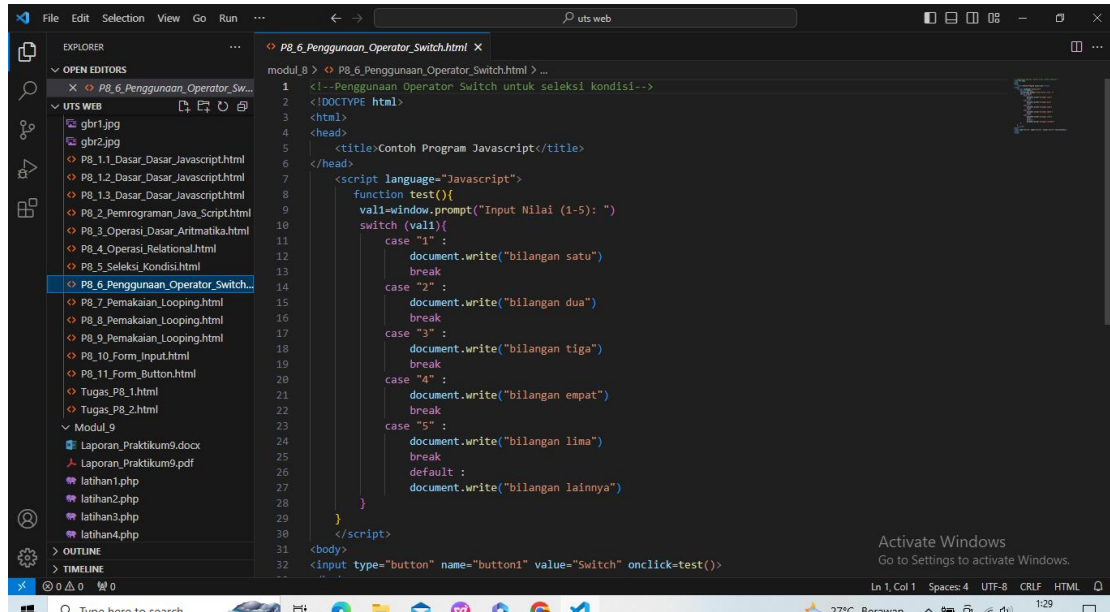 File Edit Selection View Go Run ···
uts web
EXPLORER ···
OPEN EDITORS
P8_6_Penggunaan_Operator_Sw...
UTS WEB
gbr1.jpg
gbr2.jpg
P8_1.1_Dasar_Dasar_Javascript.html
P8_1.2_Dasar_Dasar_Javascript.html
P8_1.3_Dasar_Dasar_Javascript.html
P8_2_Pemrograman_Java_Script.html
P8_3_Operasi_Dasar_Aritmatika.html
P8_4_Operasi_Relational.html
P8_5_Seleksi_Kondisi.html
P8_6_Penggunaan_Operator_Switch...
P8_7_Pemakaian_Looping.html
P8_8_Pemakaian_Looping.html
P8_9_Pemakaian_Looping.html
P8_10_Form_Input.html
P8_11_Form_Button.html
Tugas_P8_1.html
Tugas_P8_2.html
Modul_9
Laporan_Praktikum9.docx
Laporan_Praktikum9.pdf
latihan1.php
latihan2.php
latihan3.php
latihan4.php
OUTLINE
TIMELINE
P8_6_Penggunaan_Operator_Switch.html
modul_8 > P8_6_Penggunaan_Operator_Switch.html > ...
1 <!--Penggunaan Operator Switch untuk seleksi kondisi-->
2 <!DOCTYPE html>
3 <html>
4 <head>
5 <title>Contoh Program Javascript</title>
6 </head>
7 <script language="Javascript">
8 function test(){
9 val1=window.prompt("Input Nilai (1-5): ")
10 switch (val1){
11 case "1" :
12 document.write("bilangan satu")
13 break
14 case "2" :
15 document.write("bilangan dua")
16 break
17 case "3" :
18 document.write("bilangan tiga")
19 break
20 case "4" :
21 document.write("bilangan empat")
22 break
23 case "5" :
24 document.write("bilangan lima")
25 break
26 default :
27 document.write("bilangan lainnya")
28 }
29 }
30 </script>
31 <body>
32 <input type="button" name="button1" value="Switch" onclick=test()>
Activate Windows
Go to Settings to activate Windows.
0 0 0
Ln 1, Col 1 Spaces: 4 UTF-8 CRLF HTML
Type here to search
27°C Berawan
1:29